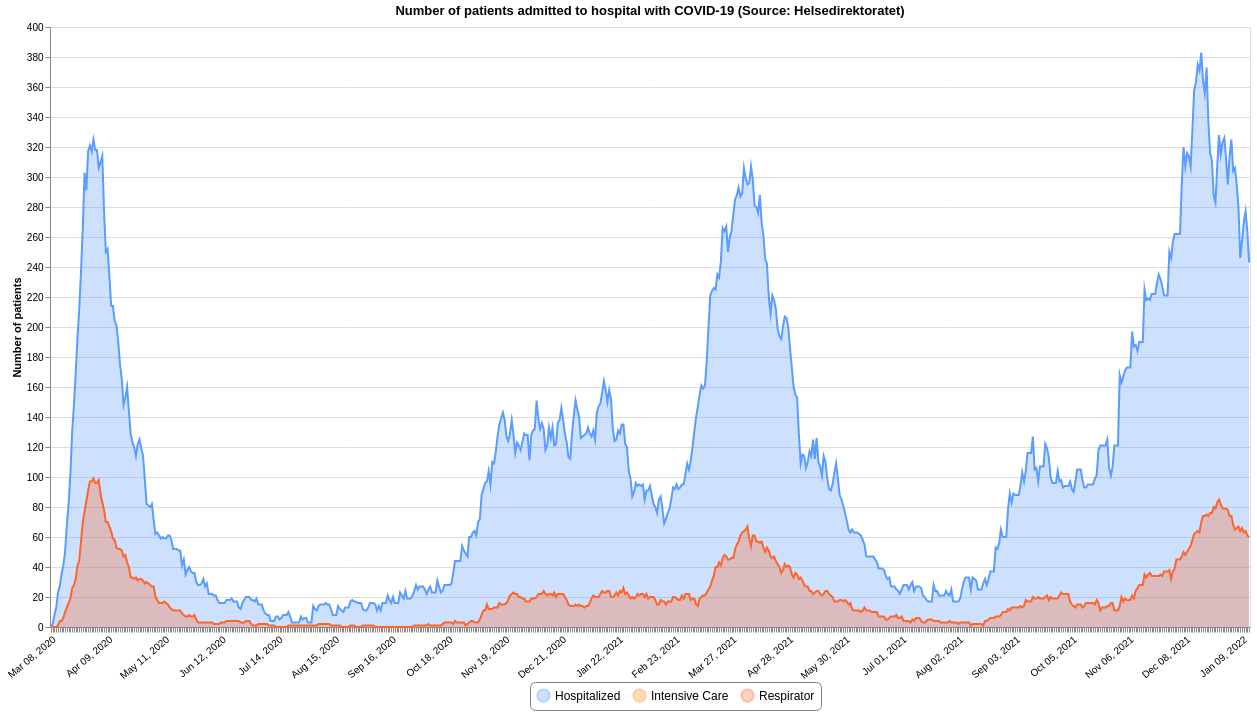 Number of patients admitted to hospital with COVID-19 (Source: Helsedirektoratet)
Number of patients
400
380
360
340
320
300
280
260
240
220
200
180
160
140
120
100
80
60
40
20
0
Mar 08, 2020
Apr 09, 2020
May 11, 2020
Jun 12, 2020
Jul 14, 2020
Aug 15, 2020
Sep 16, 2020
Oct 18, 2020
Nov 19, 2020
Dec 21, 2020
Jan 22, 2021
Feb 23, 2021
Mar 27, 2021
Apr 28, 2021
May 30, 2021
Jul 01, 2021
Aug 02, 2021
Sep 03, 2021
Oct 05, 2021
Nov 06, 2021
Dec 08, 2021
Jan 09, 2022
Hospitalized Intensive Care Respirator